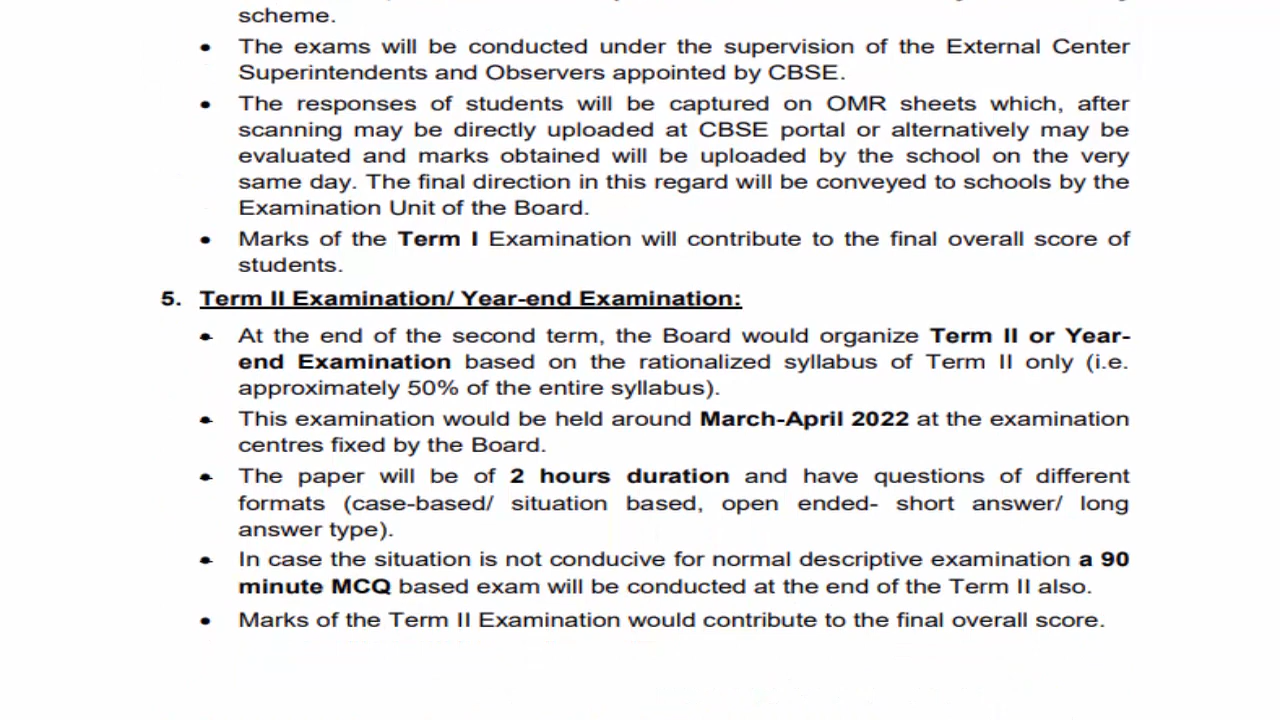 scheme.
• The exams will be conducted under the supervision of the External Center
Superintendents and Observers appointed by CBSE.
• The responses of students will be captured on OMR sheets which, after
scanning may be directly uploaded at CBSE portal or alternatively may be
evaluated and marks obtained will be uploaded by the school on the very
same day. The final direction in this regard will be conveyed to schools by the
Examination Unit of the Board.
• Marks of the Term I Examination will contribute to the final overall score of
students.
5. Term II Examination/ Year-end Examination:
• At the end of the second term, the Board would organize Term II or Year-
end Examination based on the rationalized syllabus of Term II only (i.e.
approximately 50% of the entire syllabus).
• This examination would be held around March-April 2022 at the examination
centres fixed by the Board.
• The paper will be of 2 hours duration and have questions of different
formats (case-based/ situation based, open ended- short answer/ long
answer type).
• In case the situation is not conducive for normal descriptive examination a 90
minute MCQ based exam will be conducted at the end of the Term II also.
• Marks of the Term II Examination would contribute to the final overall score.